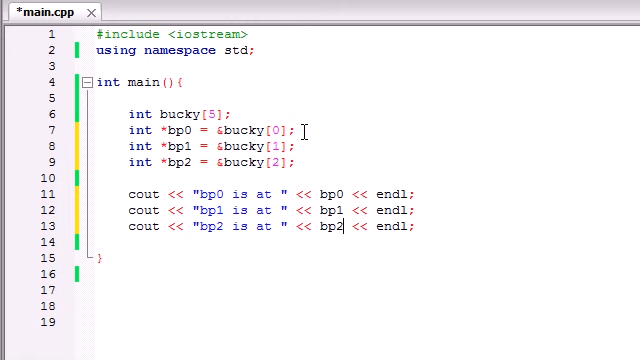 *main.cpp
1 #include <iostream>
2 using namespace std;
3
4 int main(){
5
6 int bucky[5];
7 int *bp0 = &bucky[0];
8 int *bp1 = &bucky[1];
9 int *bp2 = &bucky[2];
10
11 cout << "bp0 is at " << bp0 << endl;
12 cout << "bp1 is at " << bp1 << endl;
13 cout << "bp2 is at " << bp2 << endl;
14
15 }
16
17
18
19